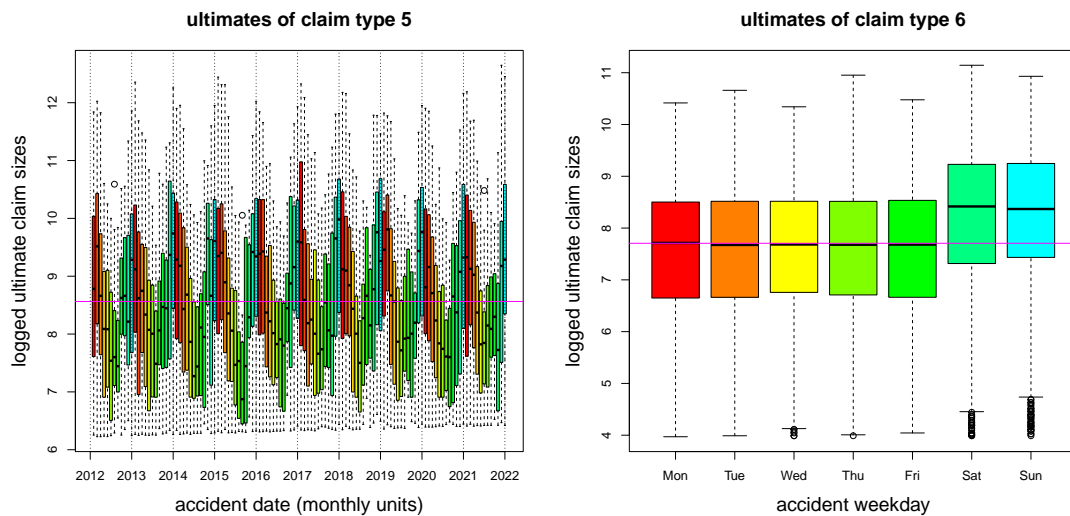 ultimates of claim type 5
logged ultimate claim sizes
12
11
10
9
8
7
6
2012 2013 2014 2015 2016 2017 2018 2019 2020 2021 2022
accident date (monthly units)
ultimates of claim type 6
logged ultimate claim sizes
11
10
9
8
7
6
5
4
Mon Tue Wed Thu Fri Sat Sun
accident weekday